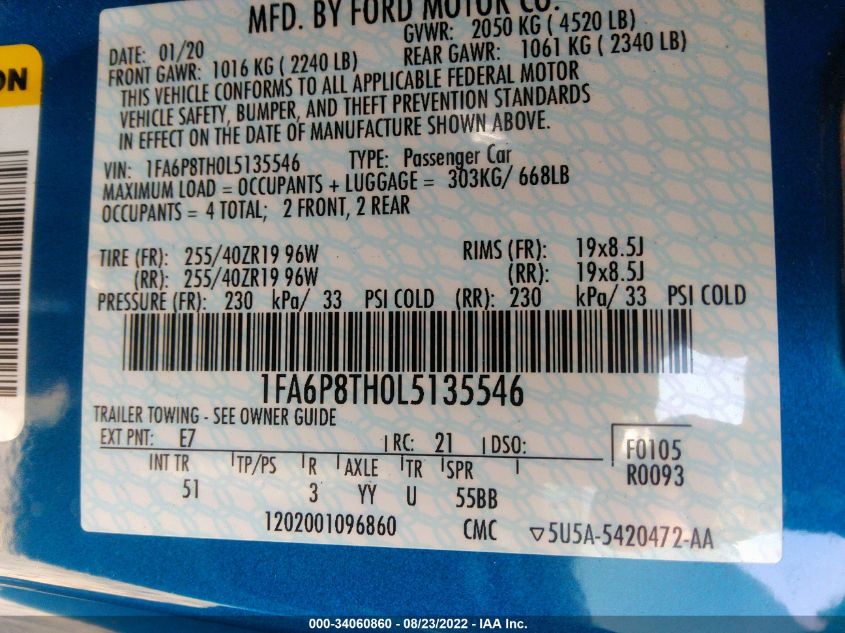 MFD. BY FORD MOTOR CO.
DATE: 01/20 GVWR: 2050 KG ( 4520 LB)
FRONT GAWR: 1016 KG ( 2240 LB) REAR GAWR: 1061 KG ( 2340 LB)
THIS VEHICLE CONFORMS TO ALL APPLICABLE FEDERAL MOTOR
VEHICLE SAFETY, BUMPER, AND THEFT PREVENTION STANDARDS
IN EFFECT ON THE DATE OF MANUFACTURE SHOWN ABOVE.
VIN: 1FA6P8TH0L5135546 TYPE: Passenger Car
MAXIMUM LOAD = OCCUPANTS + LUGGAGE = 303KG/ 668LB
OCCUPANTS = 4 TOTAL; 2 FRONT, 2 REAR
TIRE (FR): 255/40ZR19 96W RIMS (FR): 19x8.5J
(RR): 255/40ZR19 96W (RR): 19x8.5J
PRESSURE (FR): 230 kPa/ 33 PSI COLD (RR): 230 kPa/ 33 PSI COLD
1FA6P8TH0L5135546
TRAILER TOWING - SEE OWNER GUIDE
EXT PNT: E7 RC: 21 DSO: F0105
R0093
INT TR TP/PS R AXLE TR SPR
51 3 YY U 55BB
1202001096860 CMC ▽5U5A-5420472-AA
ON
000-34060860 / 08/23/2022 - IAA Inc.